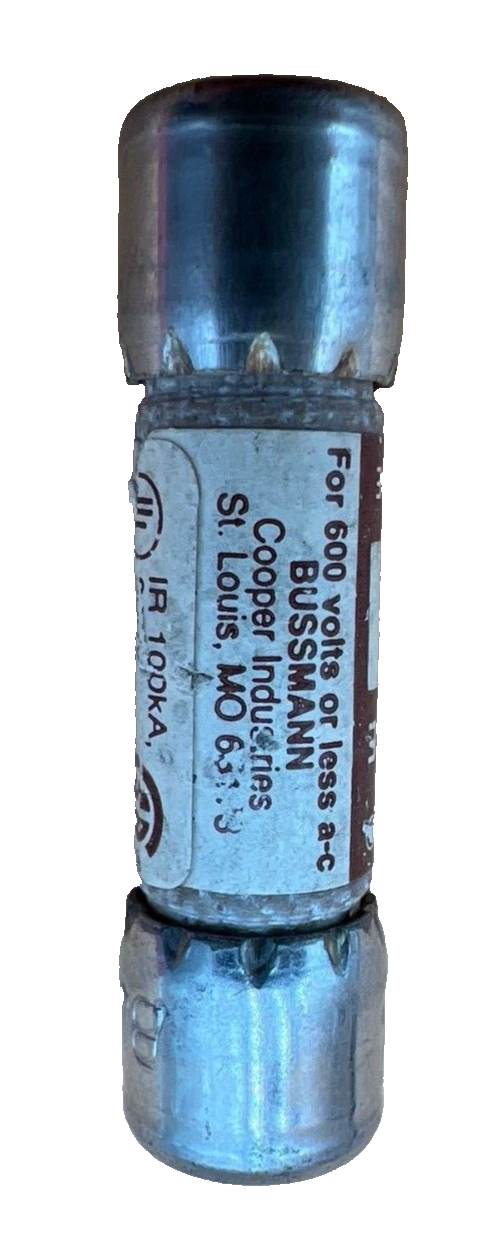 For 600 volts or less a-c
BUSSMANN
Cooper Industries
St. Louis, MO
IR 100kA,